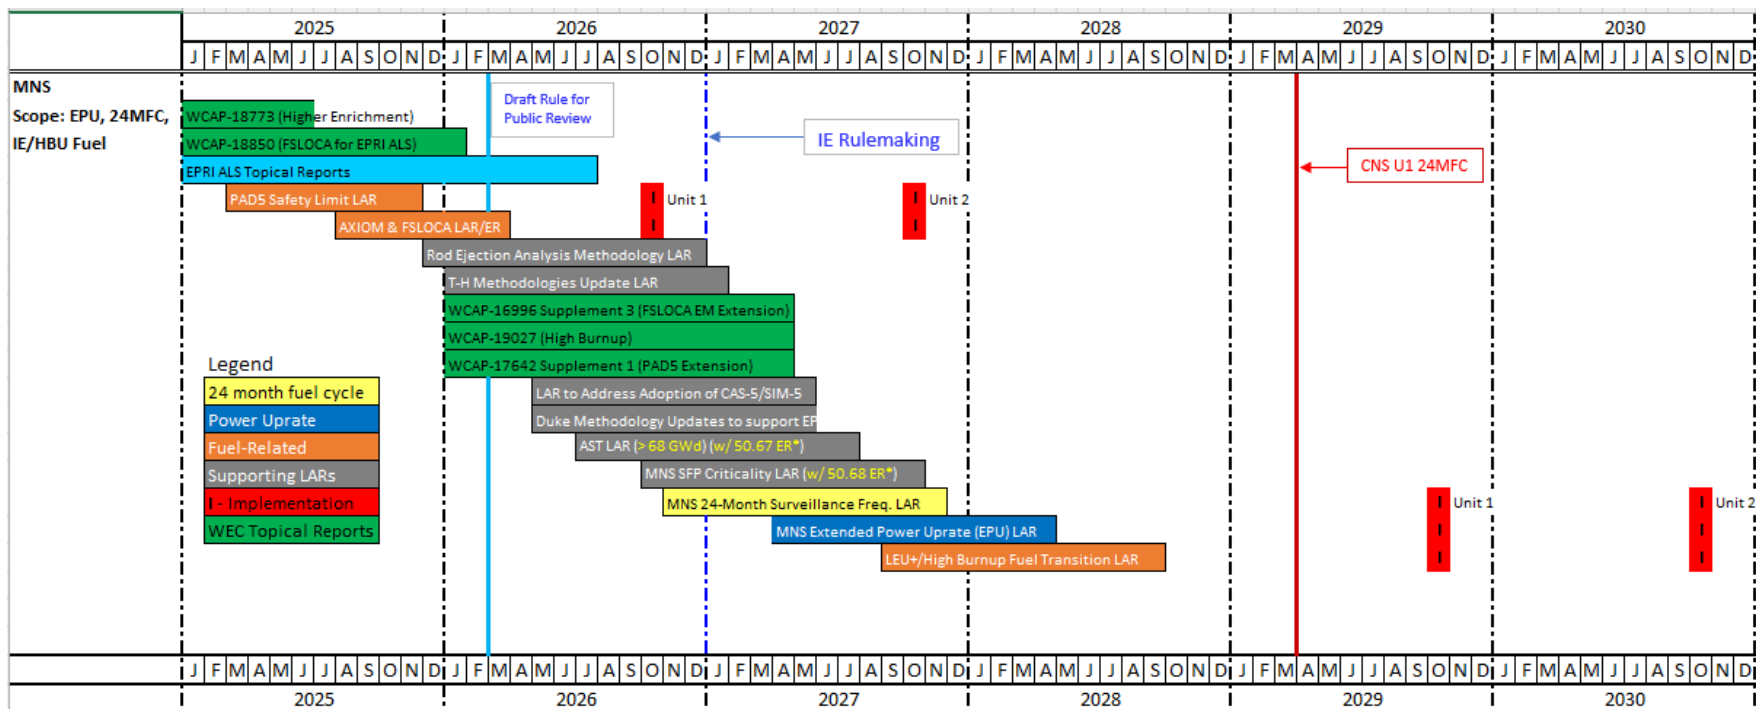 2025 2026 2027 2028 2029 2030
J F M A M J J A S O N D J F M A M J J A S O N D J F M A M J J A S O N D J F M A M J J A S O N D J F M A M J J A S O N D J F M A M J J A S O N D
MNS
Scope: EPU, 24MFC,
IE/HBU Fuel
Draft Rule for
Public Review
WCAP-18773 (Higher Enrichment)
WCAP-18850 (FSLOCA for EPRI ALS)
IE Rulemaking
CNS U1 24MFC
EPRI ALS Topical Reports
PAD5 Safety Limit LAR
I Unit 1
I Unit 2
AXIOM & FSLOCA LAR/ER
I
I
Rod Ejection Analysis Methodology LAR
T-H Methodologies Update LAR
WCAP-16996 Supplement 3 (FSLOCA EM Extension)
WCAP-19027 (High Burnup)
WCAP-17642 Supplement 1 (PAD5 Extension)
LAR to Address Adoption of CAS-5/SIM-5
Duke Methodology Updates to support EP
AST LAR (>68 GWd) (w/ 50.67 ER*)
MNS SFP Criticality LAR (w/ 50.68 ER*)
MNS 24-Month Surveillance Freq. LAR
I Unit 1
I Unit 2
MNS Extended Power Uprate (EPU) LAR
I
I
LEU+/High Burnup Fuel Transition LAR
I
I
Legend
24 month fuel cycle
Power Uprate
Fuel-Related
Supporting LARs
I - Implementation
WEC Topical Reports
J F M A M J J A S O N D J F M A M J J A S O N D J F M A M J J A S O N D J F M A M J J A S O N D J F M A M J J A S O N D J F M A M J J A S O N D
2025 2026 2027 2028 2029 2030